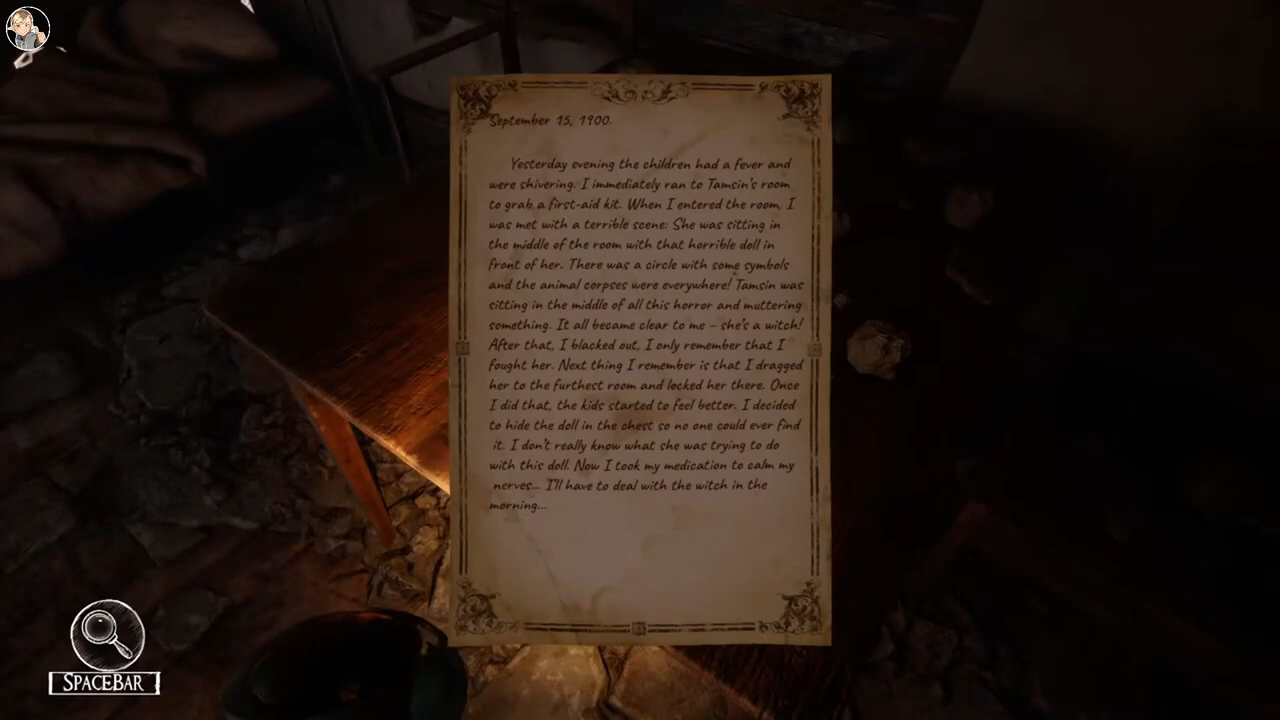 September 15, 1900.
Yesterday evening the children had a fever and
were shivering. I immediately ran to Tamsin's room
to grab a first-aid kit. When I entered the room, I
was met with a terrible scene: She was sitting in
the middle of the room with that horrible doll in
front of her. There was a circle with some symbols
and the animal corpses were everywhere! Tamsin was
sitting in the middle of all this horror and muttering
something. It all became clear to me – she's a witch!
After that, I blacked out, I only remember that I
fought her. Next thing I remember is that I dragged
her to the furthest room and locked her there. Once
I did that, the kids started to feel better. I decided
to hide the doll in the chest so no one could ever find
it. I don't really know what she was trying to do
with this doll. Now I took my medication to calm my
nerves... I'll have to deal with the witch in the
morning...
SPACEBAR